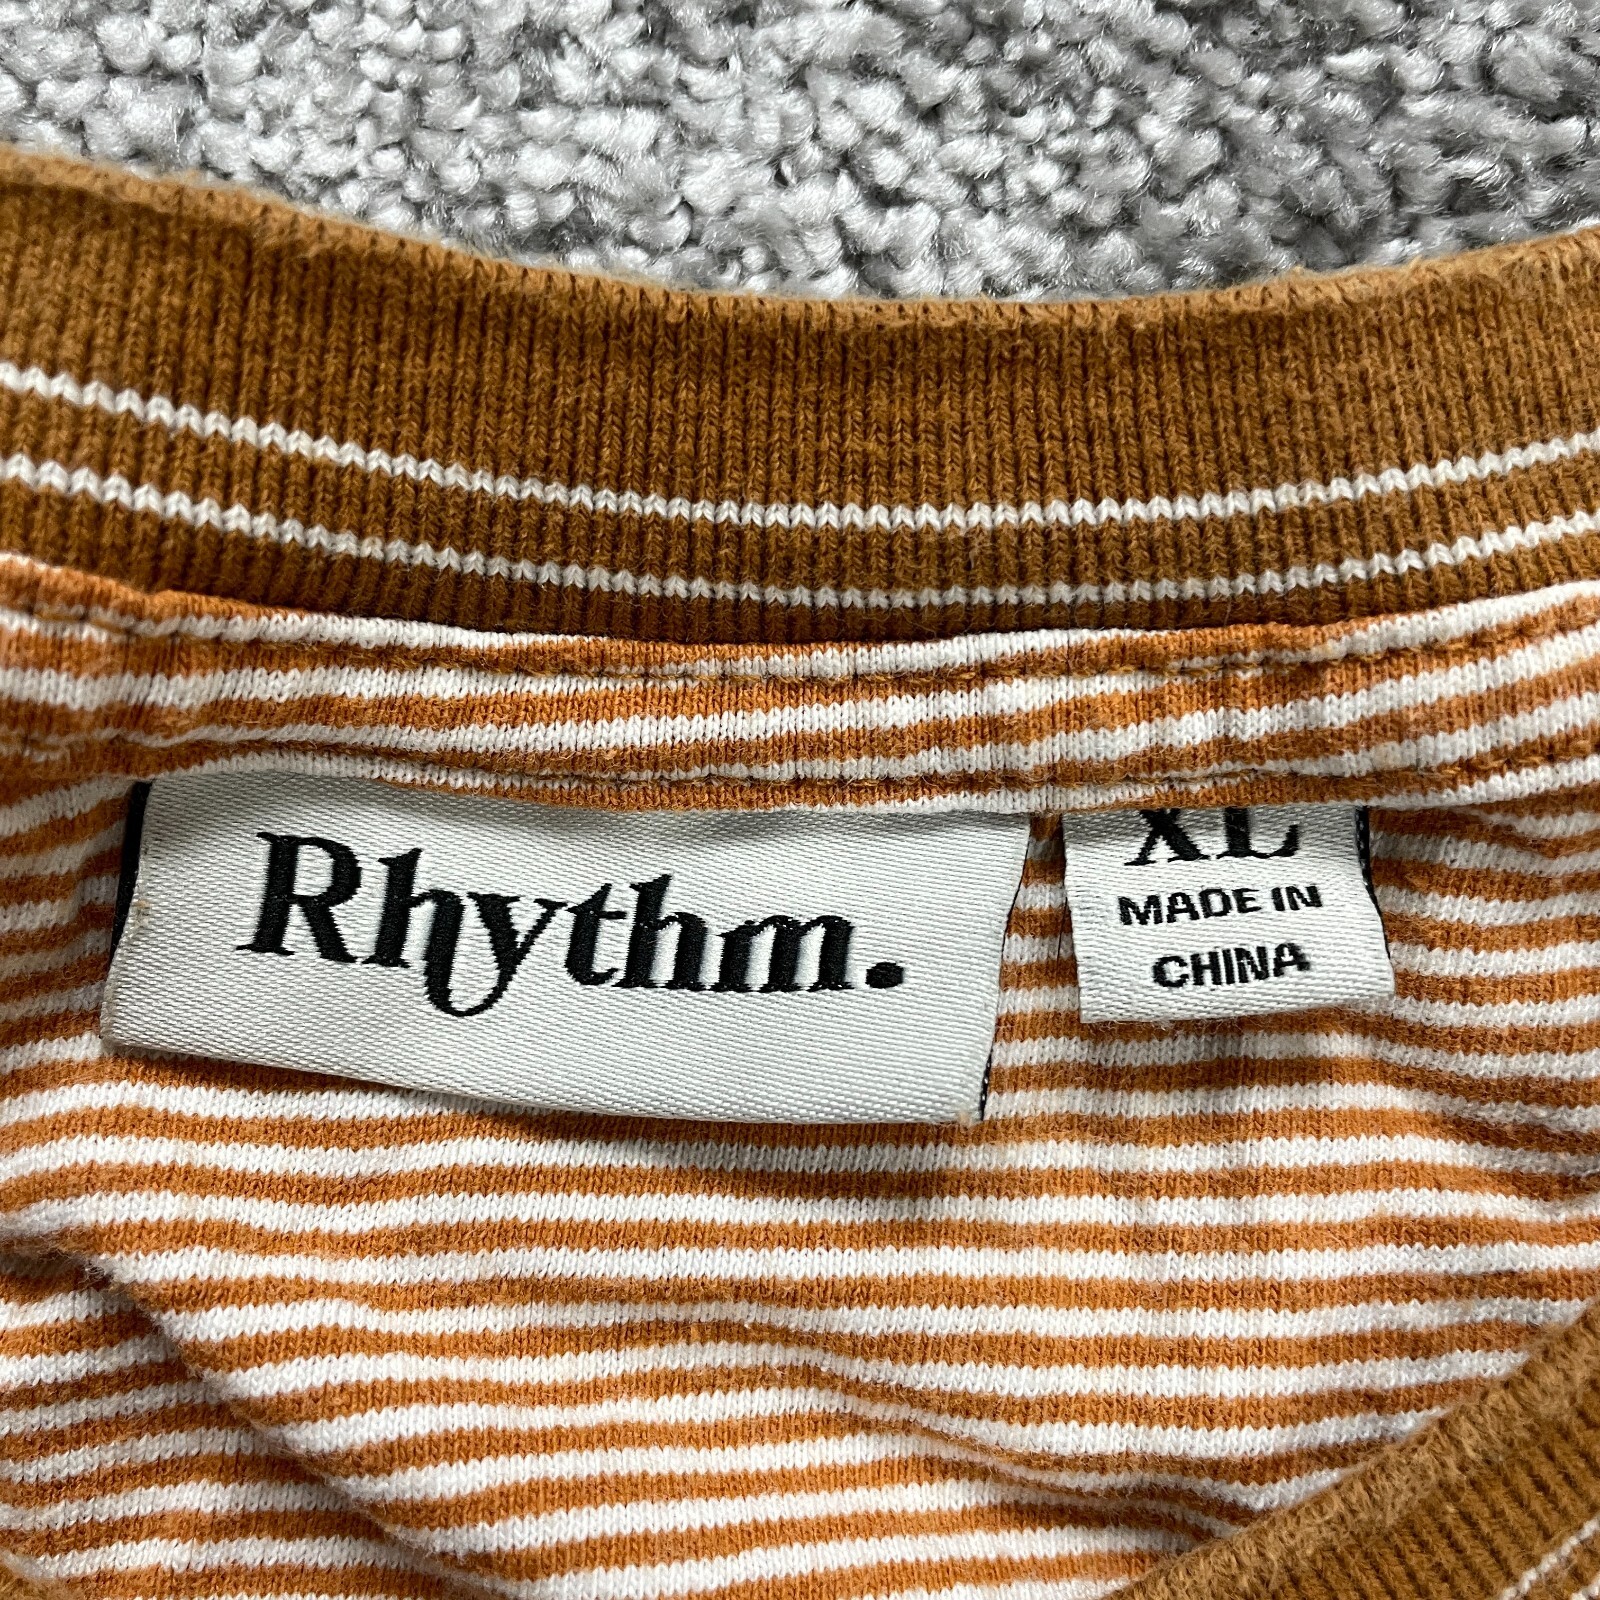 Rhythm.
XL
MADE IN
CHINA